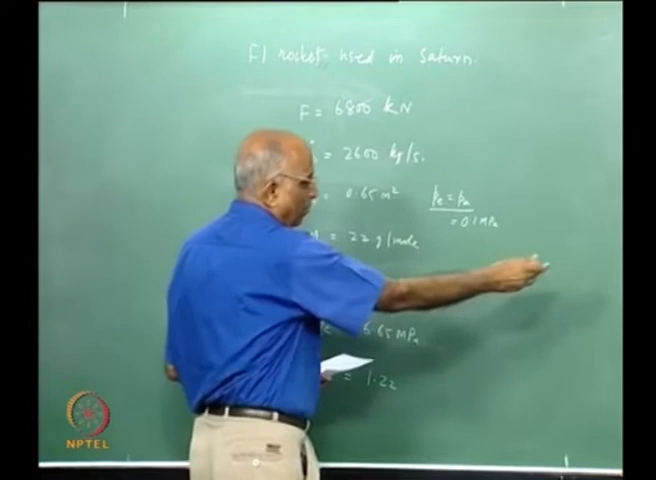 F1 rocket used in Saturn.
F = 6800 kN
= 2600 kg/s.
= 0.65 m²
pe = pa
= 0.1 MPa
= 22 g/mole
6.65 MPa
= 1.22
NPTEL